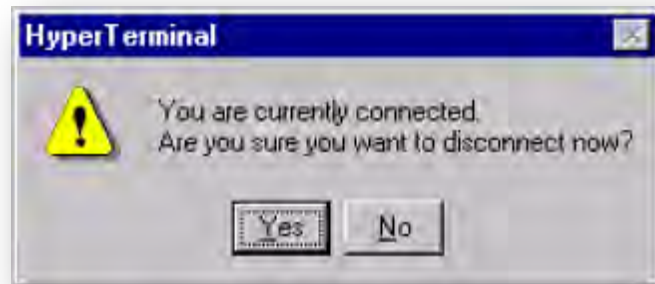 HyperTerminal
You are currently connected.
Are you sure you want to disconnect now?
Yes No